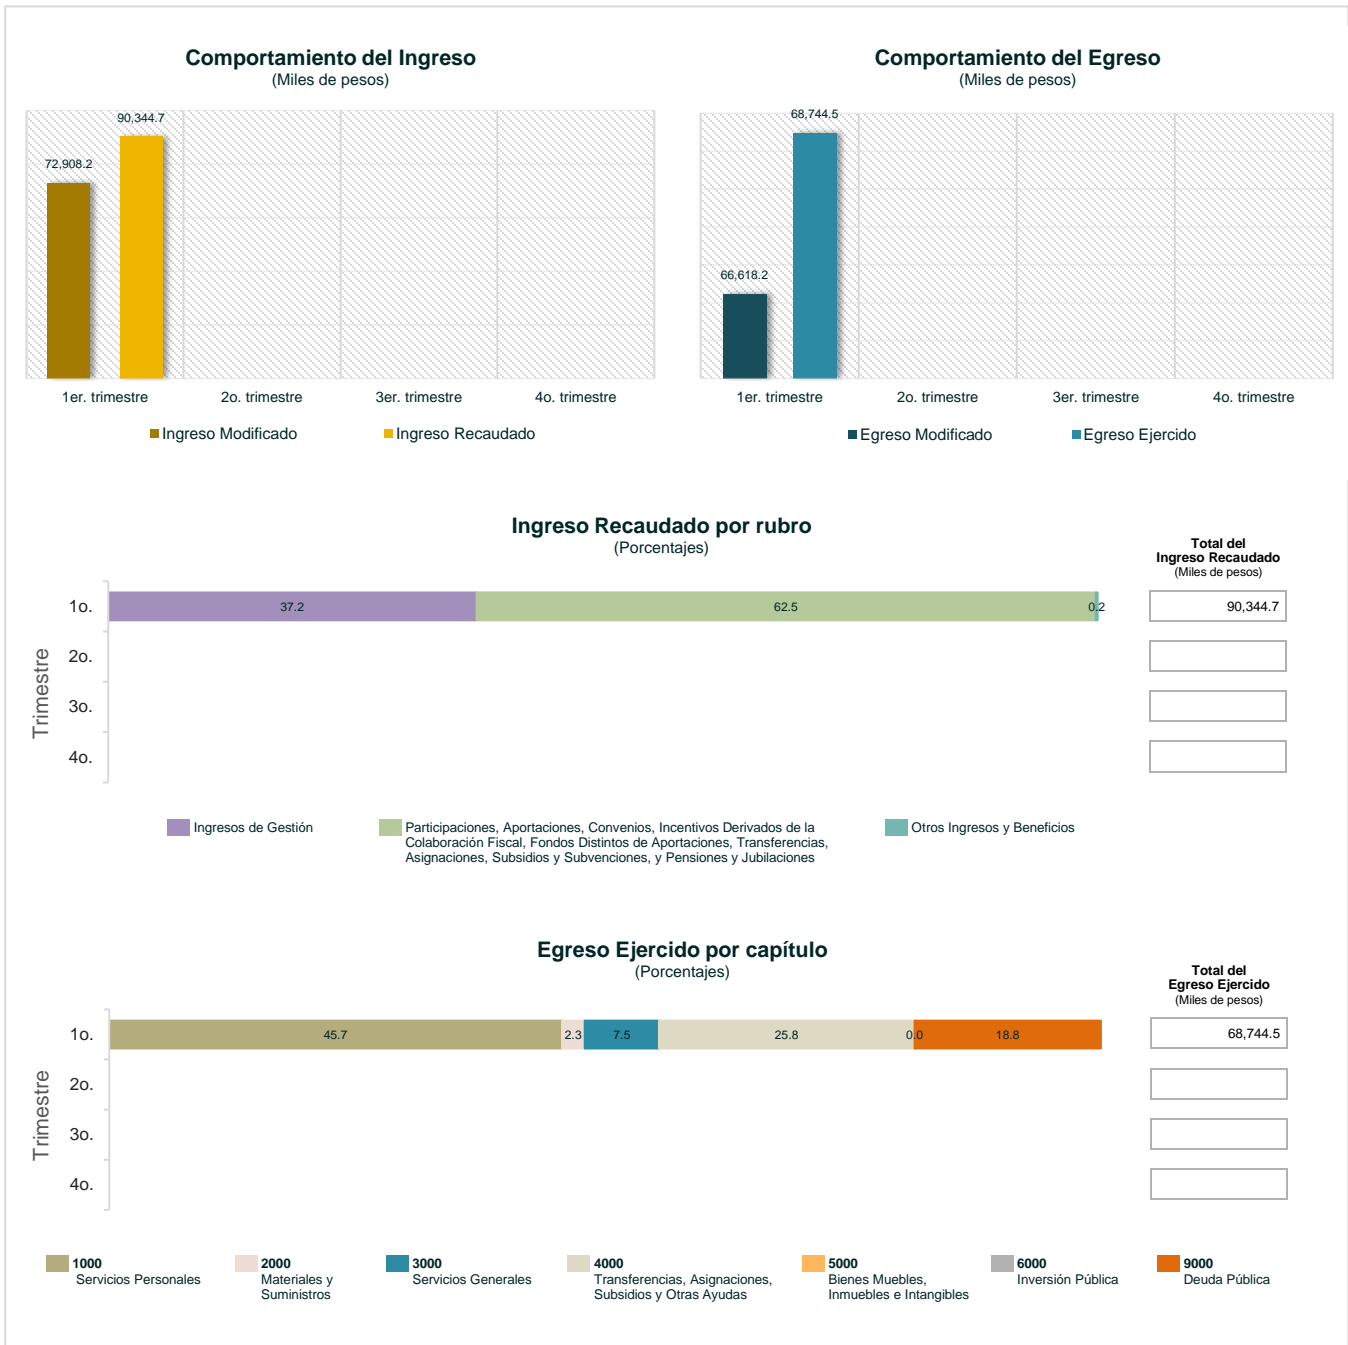 Comportamiento del Ingreso
(Miles de pesos)
90,344.7
72,908.2
1er. trimestre 2o. trimestre 3er. trimestre 4o. trimestre
Ingreso Modificado Ingreso Recaudado
Comportamiento del Egreso
(Miles de pesos)
68,744.5
66,618.2
1er. trimestre 2o. trimestre 3er. trimestre 4o. trimestre
Egreso Modificado Egreso Ejercido
Ingreso Recaudado por rubro
(Porcentajes)
Total del
Ingreso Recaudado
(Miles de pesos)
Trimestre
1o. 37.2 62.5 0.2 90,344.7
2o.
3o.
4o.
Ingresos de Gestión
Participaciones, Aportaciones, Convenios, Incentivos Derivados de la
Colaboración Fiscal, Fondos Distintos de Aportaciones, Transferencias,
Asignaciones, Subsidios y Subvenciones, y Pensiones y Jubilaciones
Otros Ingresos y Beneficios
Egreso Ejercido por capítulo
(Porcentajes)
Total del
Egreso Ejercido
(Miles de pesos)
Trimestre
1o. 45.7 2.3 7.5 25.8 0.0 18.8 68,744.5
2o.
3o.
4o.
1000
Servicios Personales
2000
Materiales y
Suministros
3000
Servicios Generales
4000
Transferencias, Asignaciones,
Subsidios y Otras Ayudas
5000
Bienes Muebles,
Inmuebles e Intangibles
6000
Inversión Pública
9000
Deuda Pública